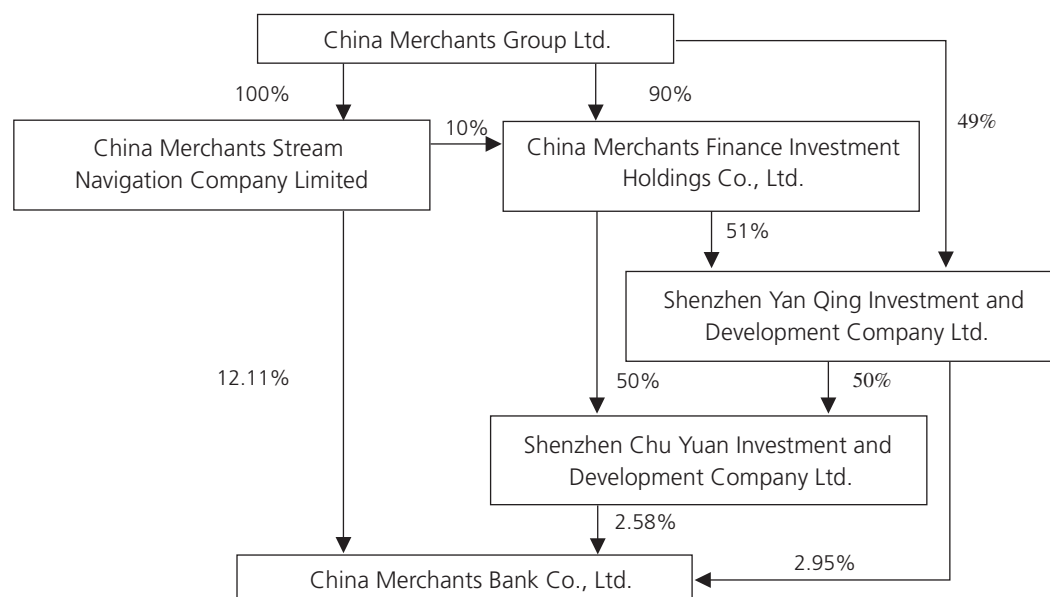 China Merchants Group Ltd.
100%
90%
49%
10%
China Merchants Stream
Navigation Company Limited
China Merchants Finance Investment
Holdings Co., Ltd.
51%
Shenzhen Yan Qing Investment and
Development Company Ltd.
12.11%
50%
50%
Shenzhen Chu Yuan Investment and
Development Company Ltd.
2.58%
2.95%
China Merchants Bank Co., Ltd.